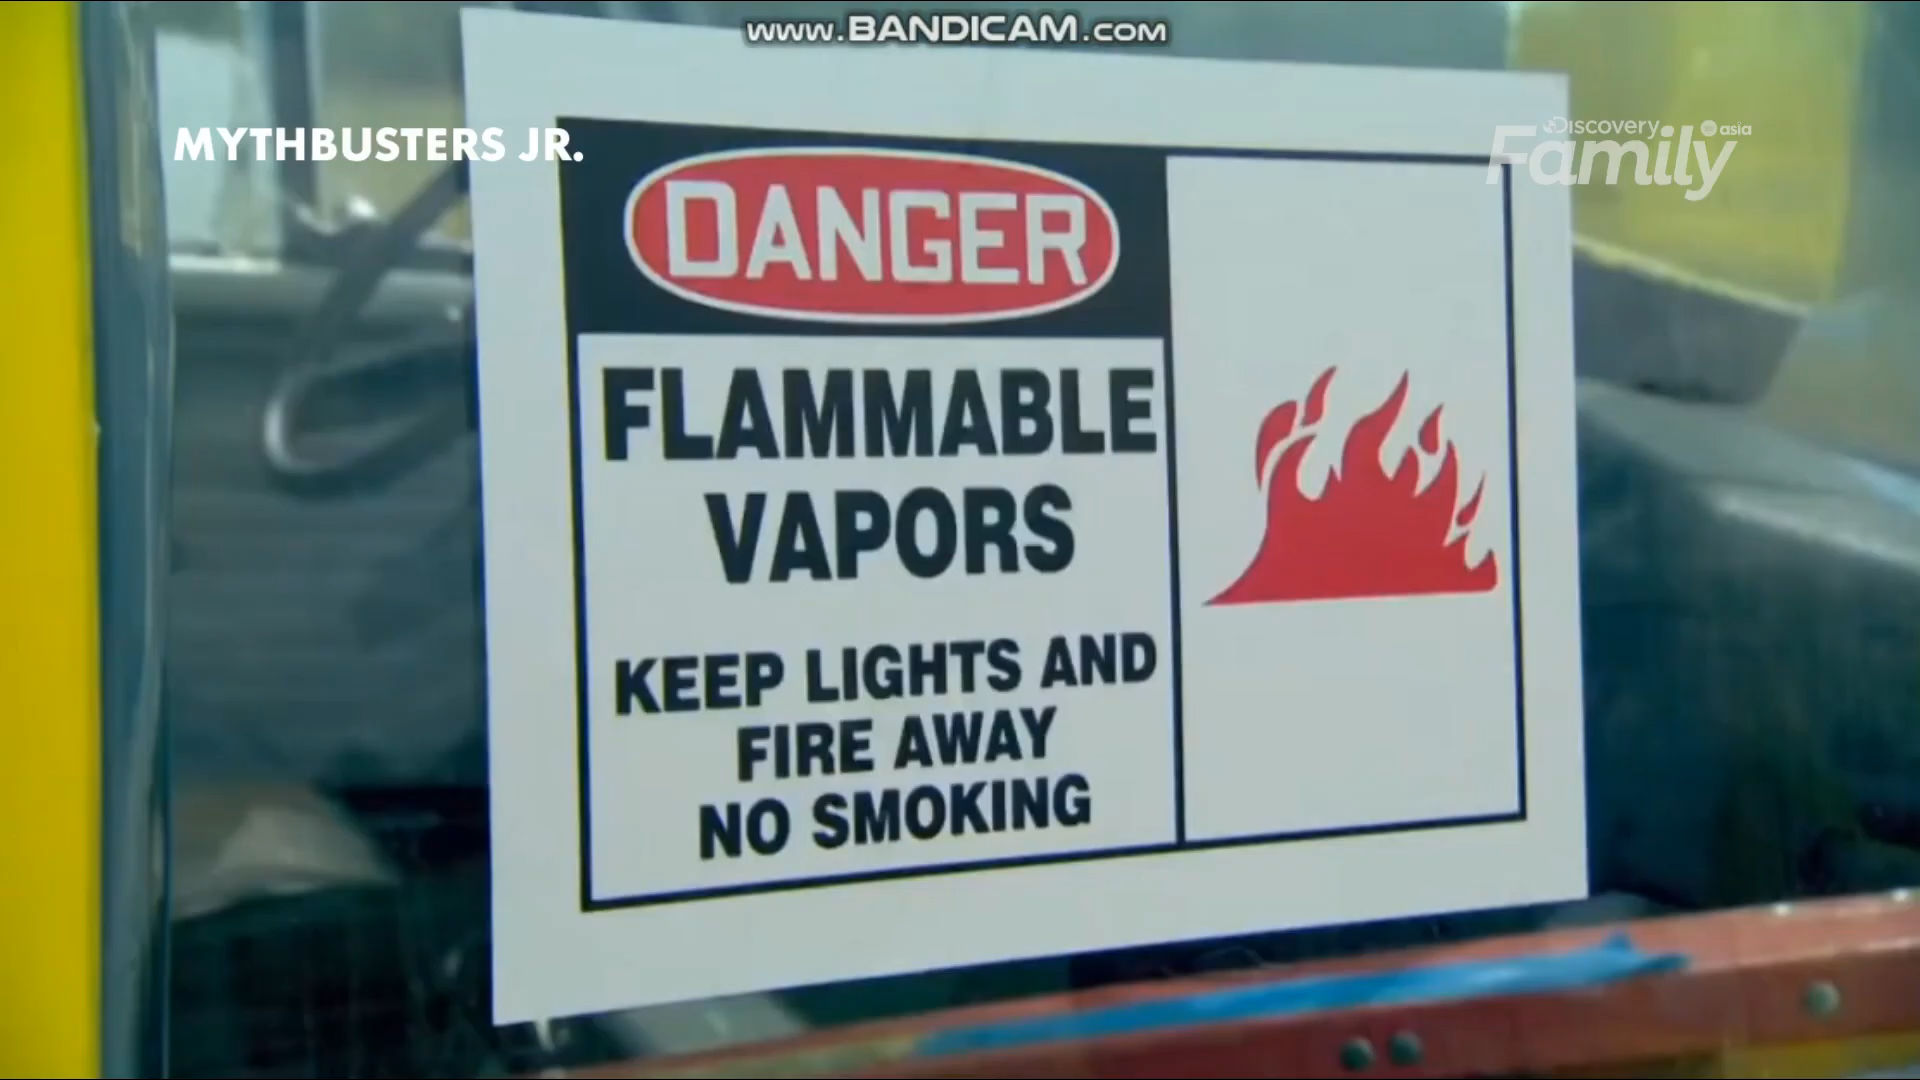 www.BANDICAM.com
MYTHBUSTERS JR.
Discovery asia
Family
DANGER
FLAMMABLE
VAPORS
KEEP LIGHTS AND
FIRE AWAY
NO SMOKING